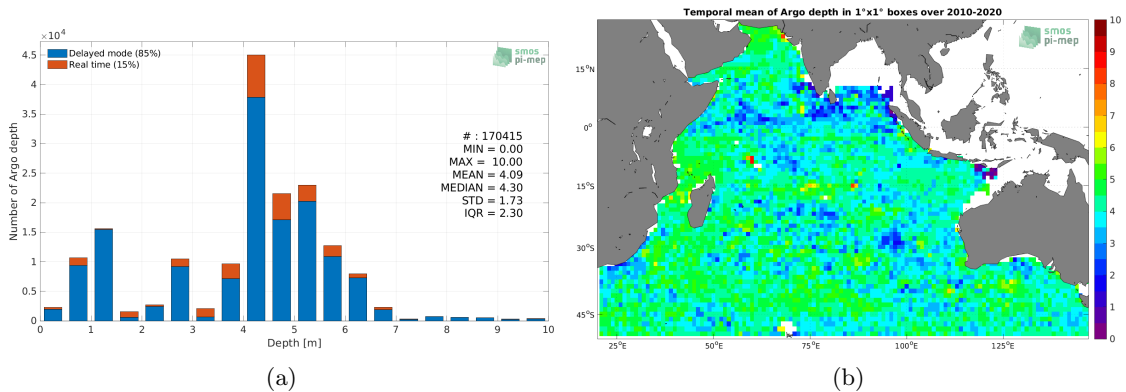 ×10⁴
4.5
4
3.5
3
2.5
2
1.5
1
0.5
0
Number of Argo depth
Delayed mode (85%)
Real time (15%)
smos
pi-mep
# : 170415
MIN = 0.00
MAX = 10.00
MEAN = 4.09
MEDIAN = 4.30
STD = 1.73
IQR = 2.30
0 1 2 3 4 5 6 7 8 9 10
Depth [m]
(a)
Temporal mean of Argo depth in 1°x1° boxes over 2010-2020
smos
pi-mep
15°N
0°
15°S
30°S
45°S
25°E 50°E 75°E 100°E 125°E
10
9
8
7
6
5
4
3
2
1
0
(b)